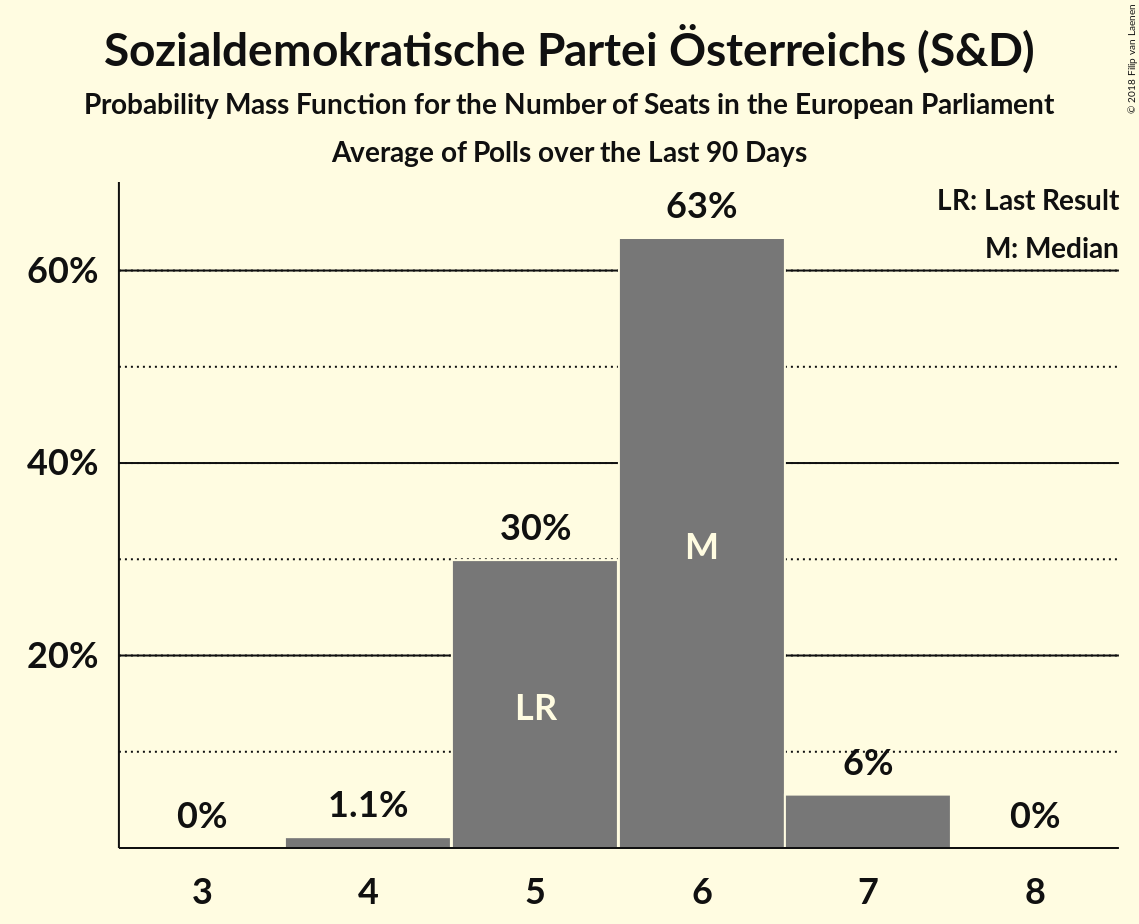 Sozialdemokratische Partei Österreichs (S&D)
Probability Mass Function for the Number of Seats in the European Parliament
Average of Polls over the Last 90 Days
© 2018 Filip van Laenen
LR: Last Result
M: Median
63%
60%
40%
30%
M
20%
LR
6%
1.1%
0%
0%
3 4 5 6 7 8